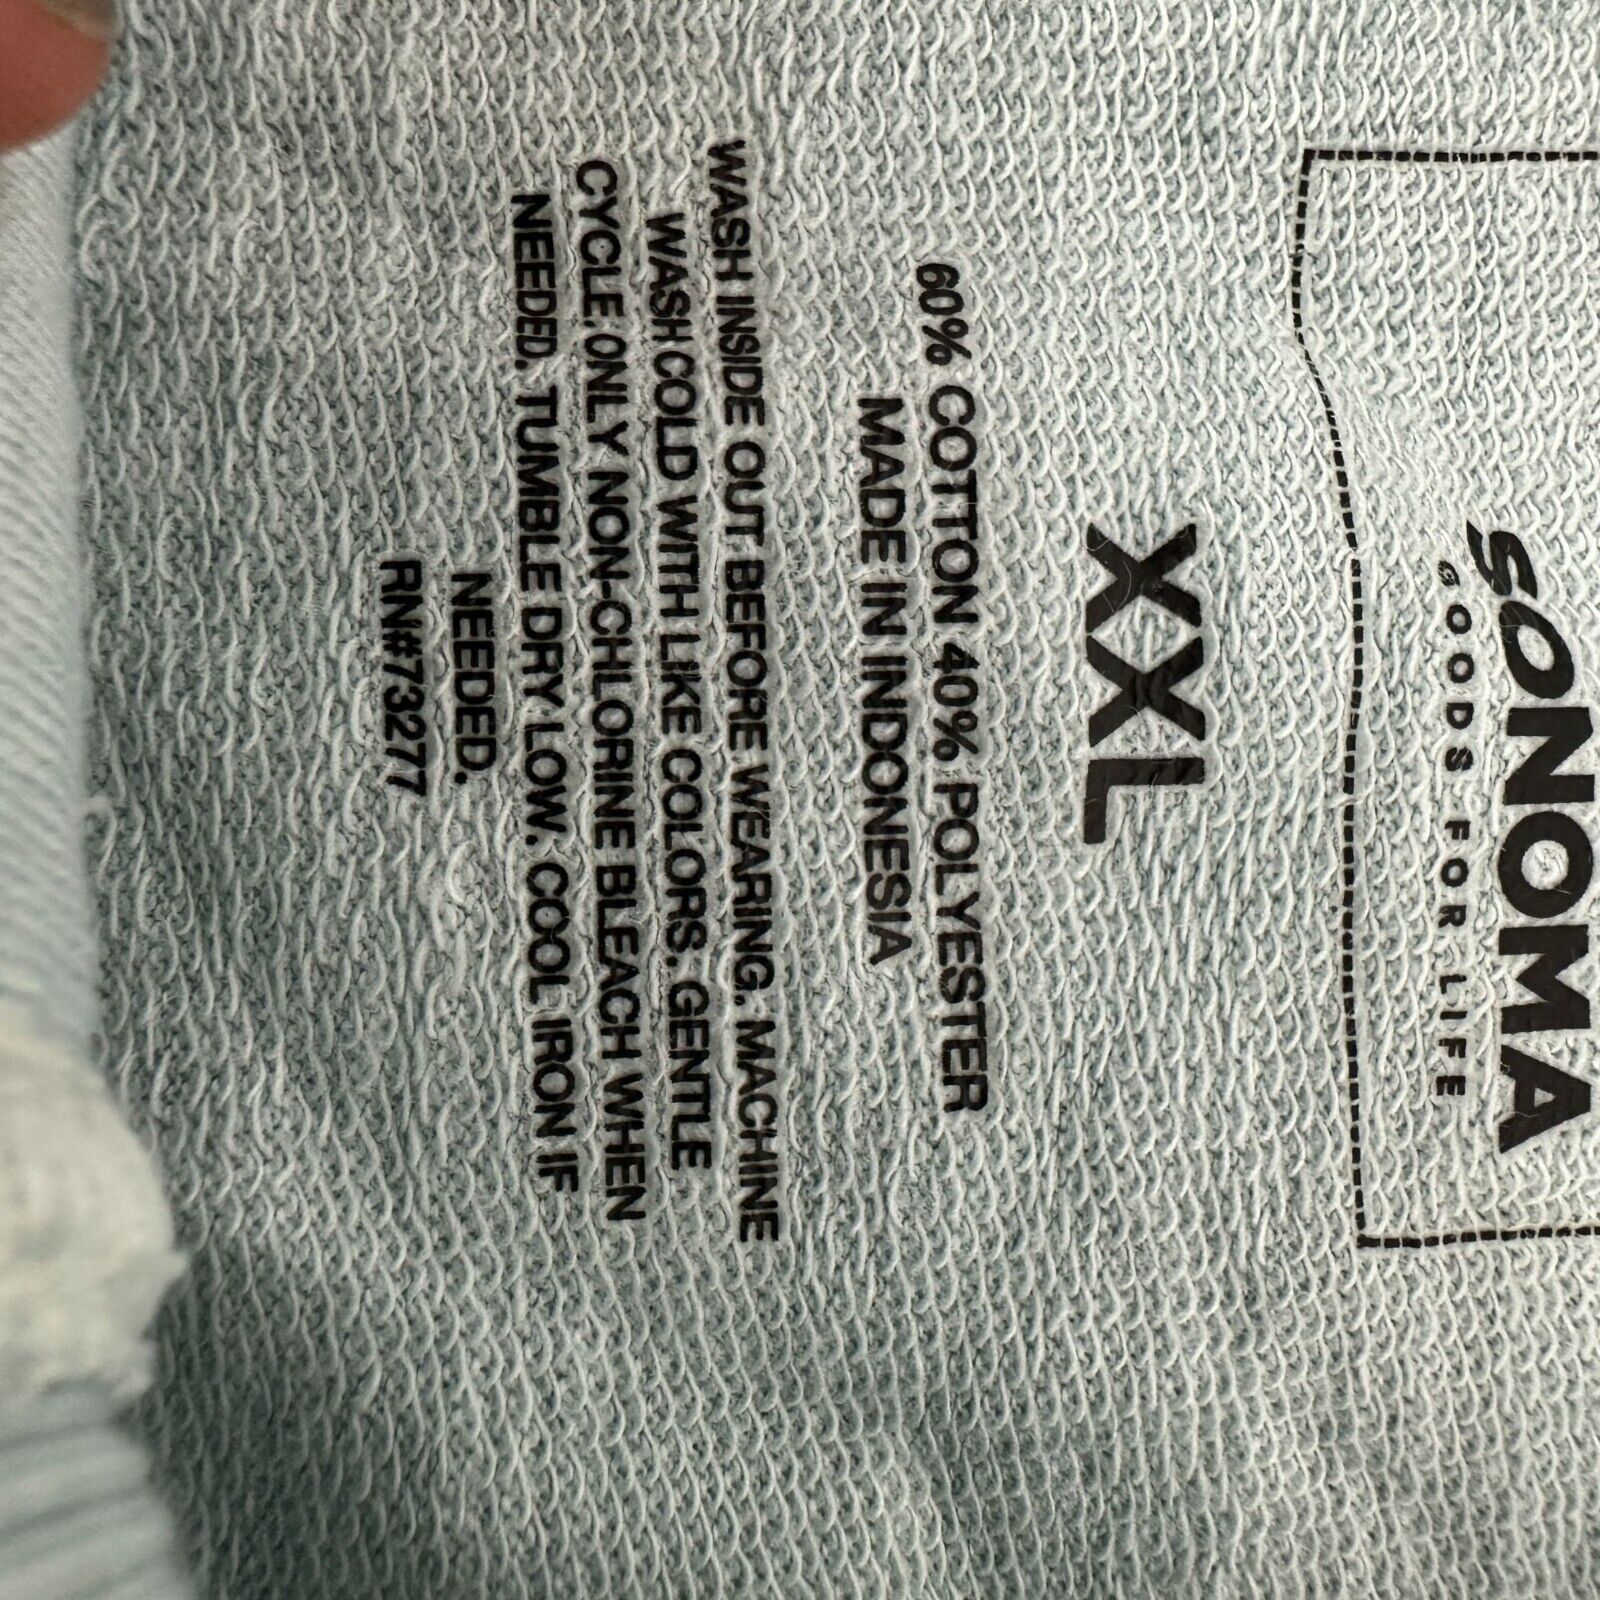 SONOMA
GOODS FOR LIFE
XXL
60% COTTON 40% POLYESTER
MADE IN INDONESIA
WASH INSIDE OUT BEFORE WEARING. MACHINE
WASH COLD WITH LIKE COLORS. GENTLE
CYCLE.ONLY NON-CHLORINE BLEACH WHEN
NEEDED. TUMBLE DRY LOW. COOL IRON IF
NEEDED.
RN#73277